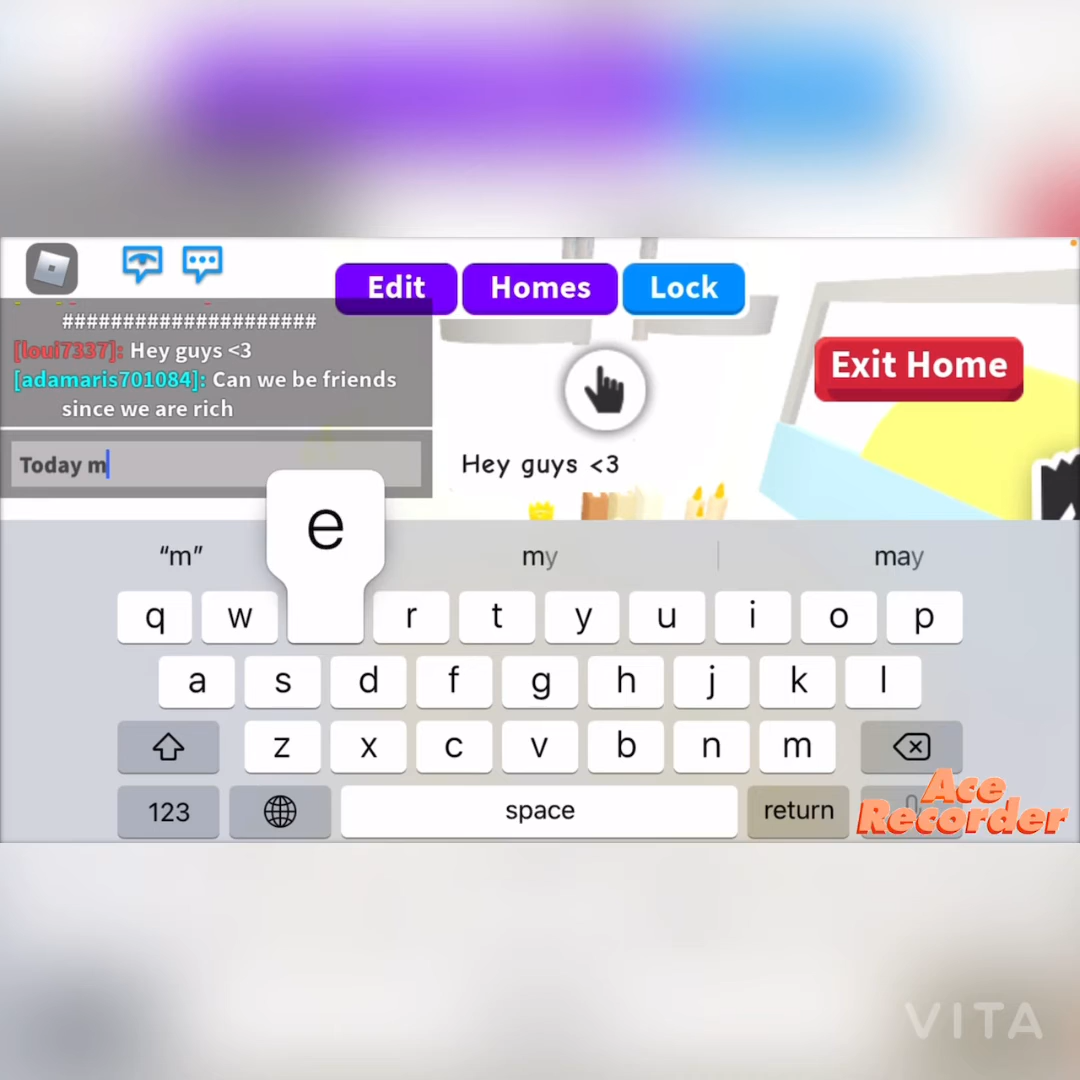 Edit Homes Lock
#####################
[loui7337]: Hey guys <3
[adamaris701084]: Can we be friends
since we are rich
Exit Home
Today m
Hey guys <3
e
“m” my may
q w r t y u i o p
a s d f g h j k l
z x c v b n m
123 space return
Ace
Recorder
VITA